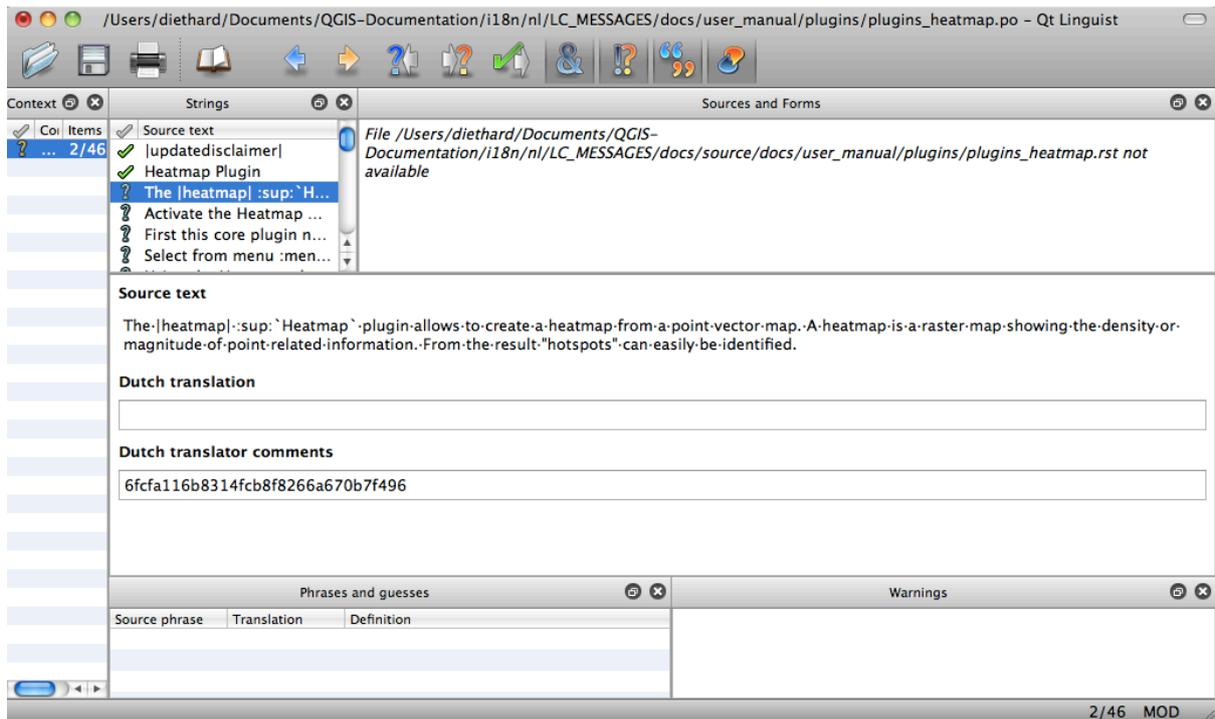 /Users/diethard/Documents/QGIS-Documentation/i18n/nl/LC_MESSAGES/docs/user_manual/plugins/plugins_heatmap.po - Qt Linguist
Context
Items
... 2/46
Strings
Source text
|updatedisclaimer|
Heatmap Plugin
The |heatmap| :sup:`H...
Activate the Heatmap ...
First this core plugin n...
Select from menu :men...
Sources and Forms
File /Users/diethard/Documents/QGIS-
Documentation/i18n/nl/LC_MESSAGES/docs/source/docs/user_manual/plugins/plugins_heatmap.rst not
available
Source text
The·|heatmap|·:sup:`Heatmap`·plugin·allows·to·create·a·heatmap·from·a·point·vector·map.·A·heatmap·is·a·raster·map·showing·the·density·or·
magnitude·of·point·related·information.·From·the·result·"hotspots"·can·easily·be·identified.
Dutch translation
Dutch translator comments
6fcfa116b8314fcb8f8266a670b7f496
Phrases and guesses
Source phrase Translation Definition
Warnings
2/46 MOD